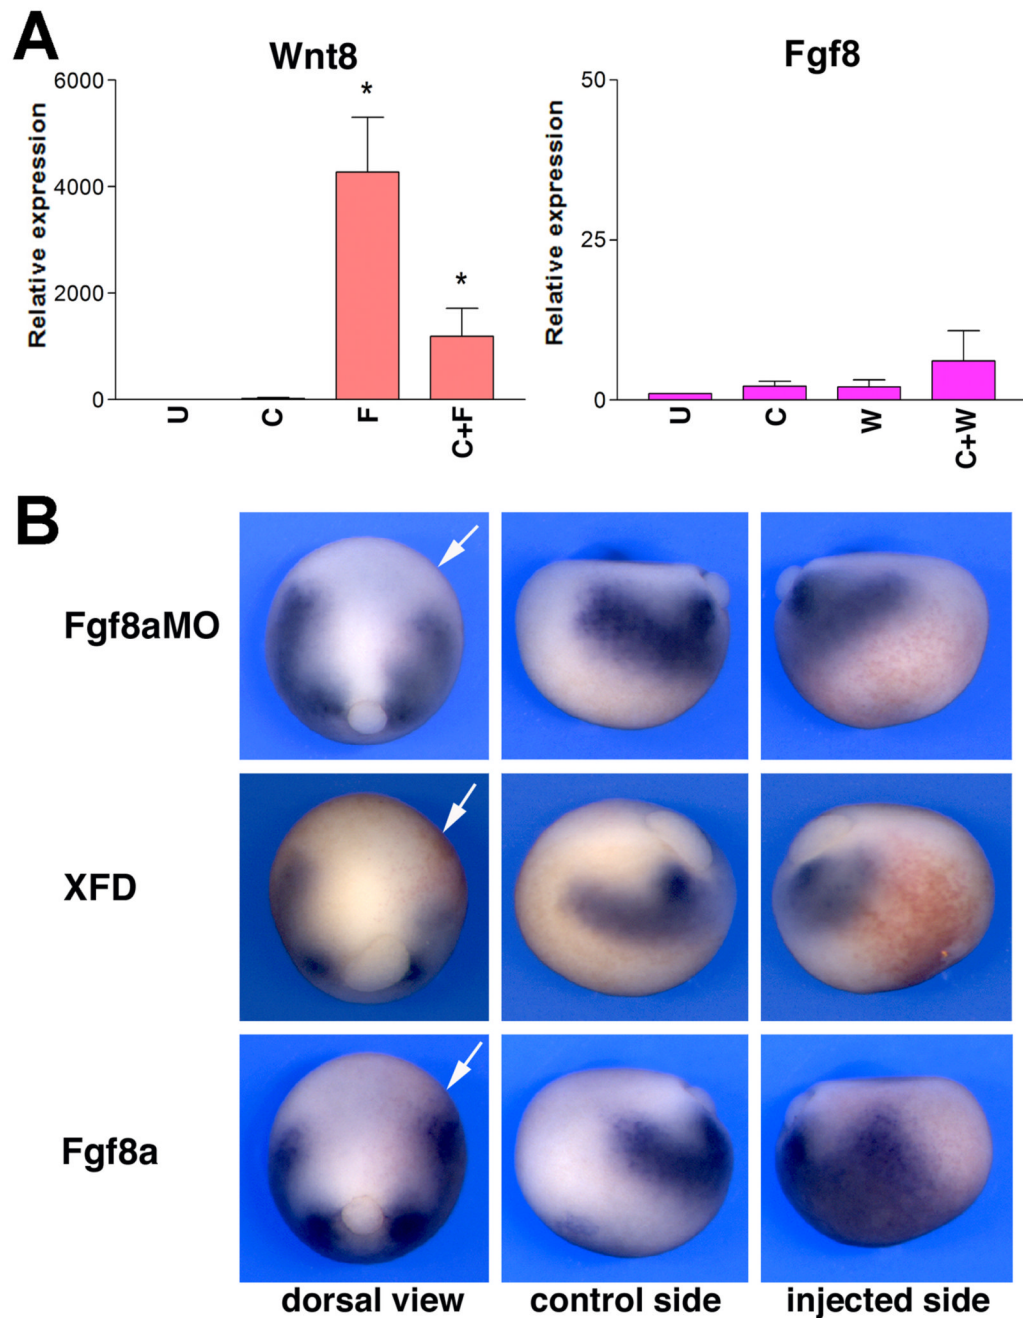 A
Wnt8
Fgf8
Relative expression
6000
4000
2000
0
*
*
U
C
F
C+F
Relative expression
50
25
0
U
C
W
C+W
B
Fgf8aMO
XFD
Fgf8a
dorsal view
control side
injected side